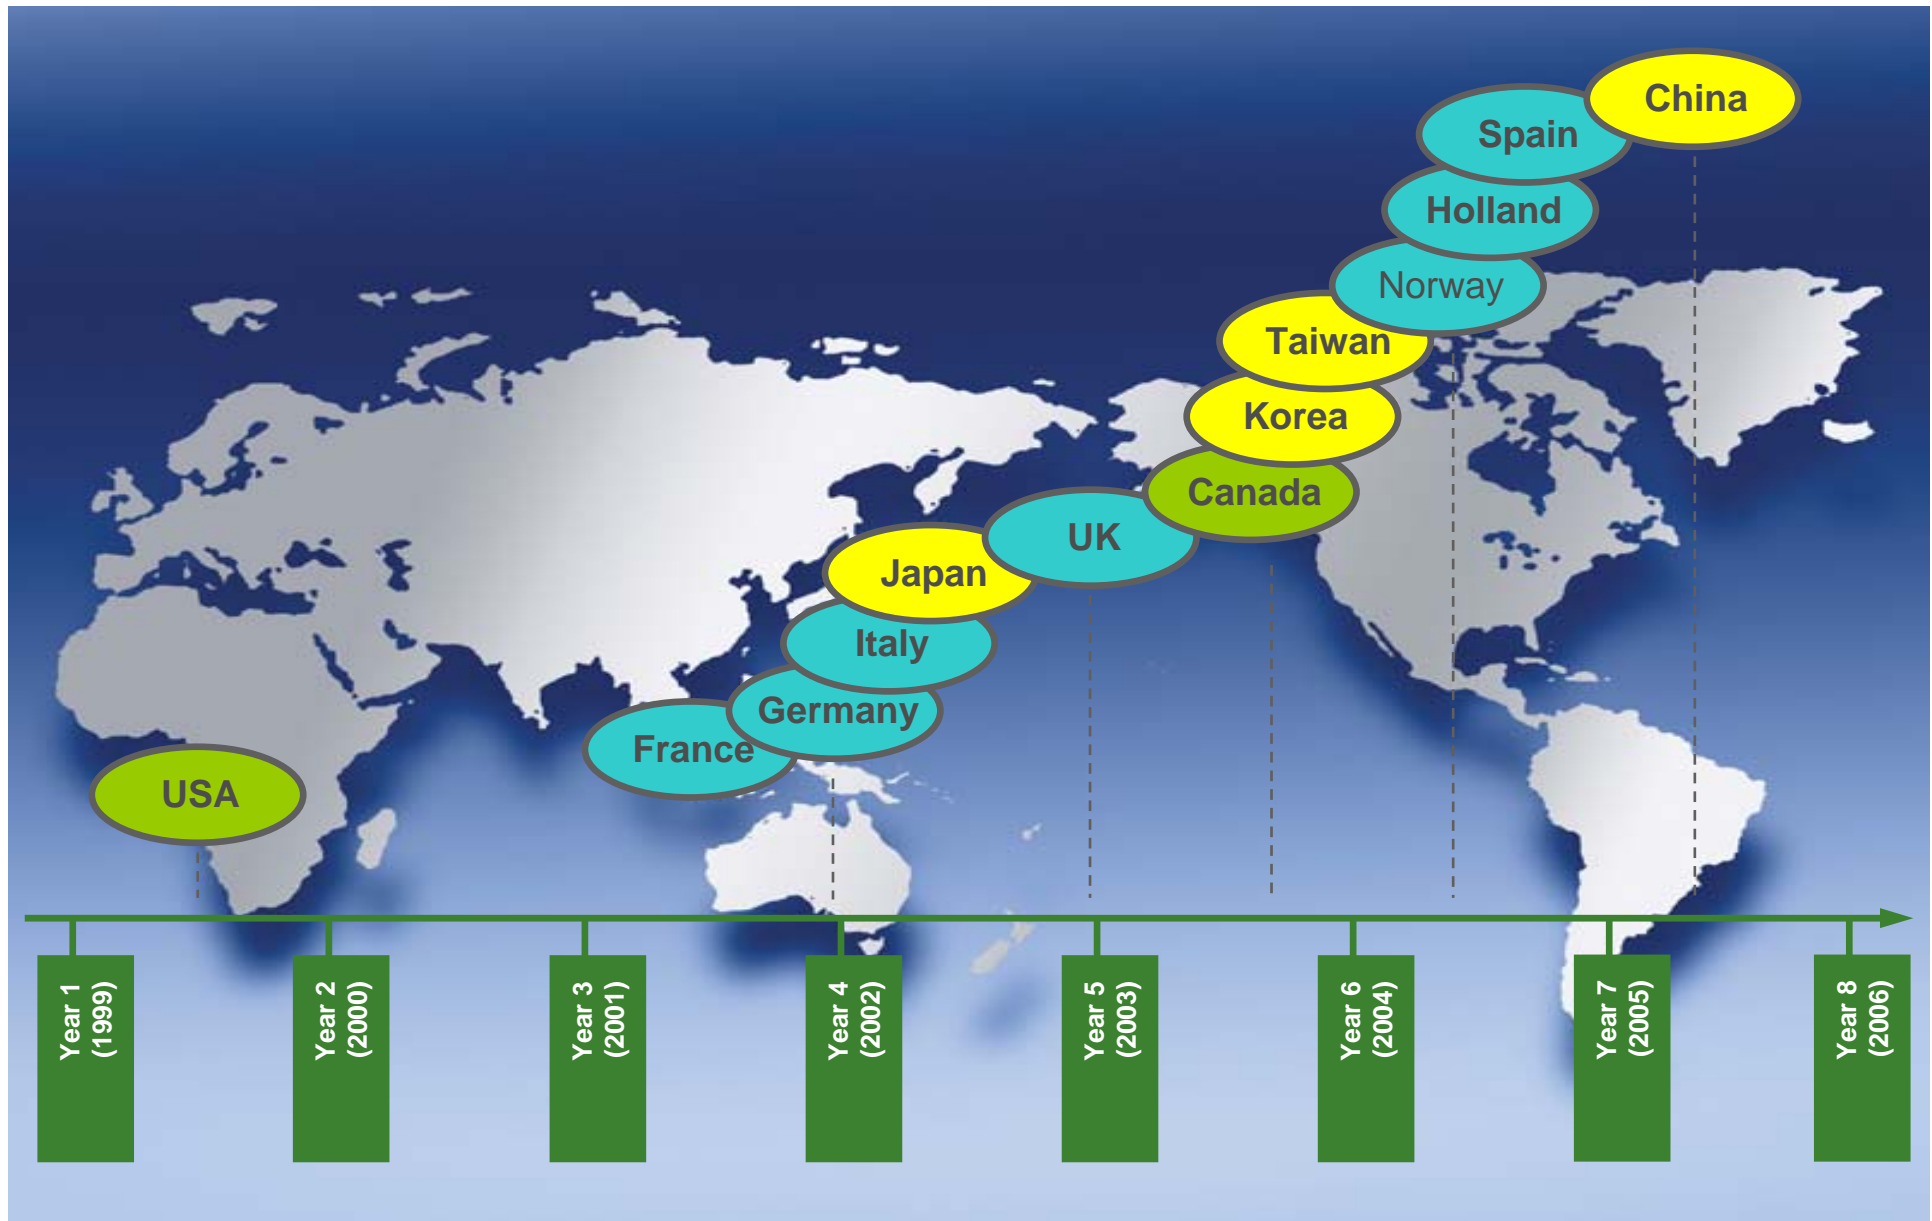 China
Spain
Holland
Norway
Taiwan
Korea
Canada
UK
Japan
Italy
Germany
France
USA
Year 1
(1999)
Year 2
(2000)
Year 3
(2001)
Year 4
(2002)
Year 5
(2003)
Year 6
(2004)
Year 7
(2005)
Year 8
(2006)